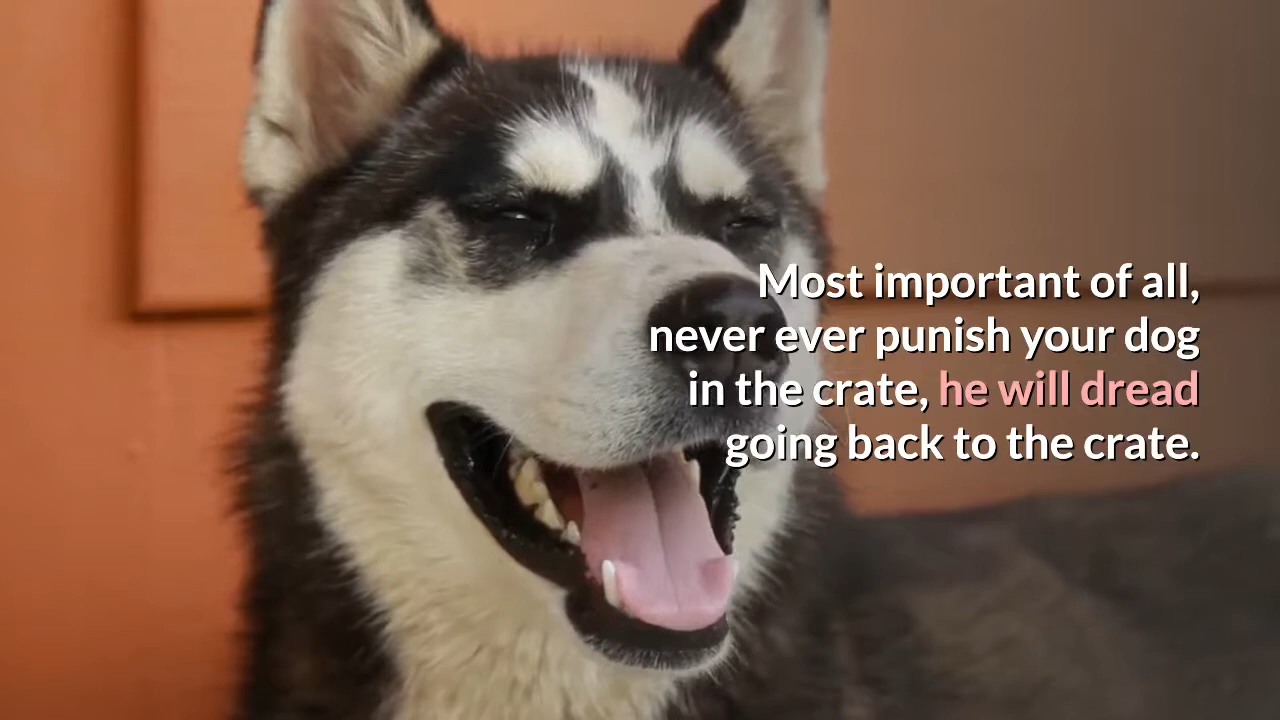 Most important of all,
never ever punish your dog
in the crate, he will dread
going back to the crate.